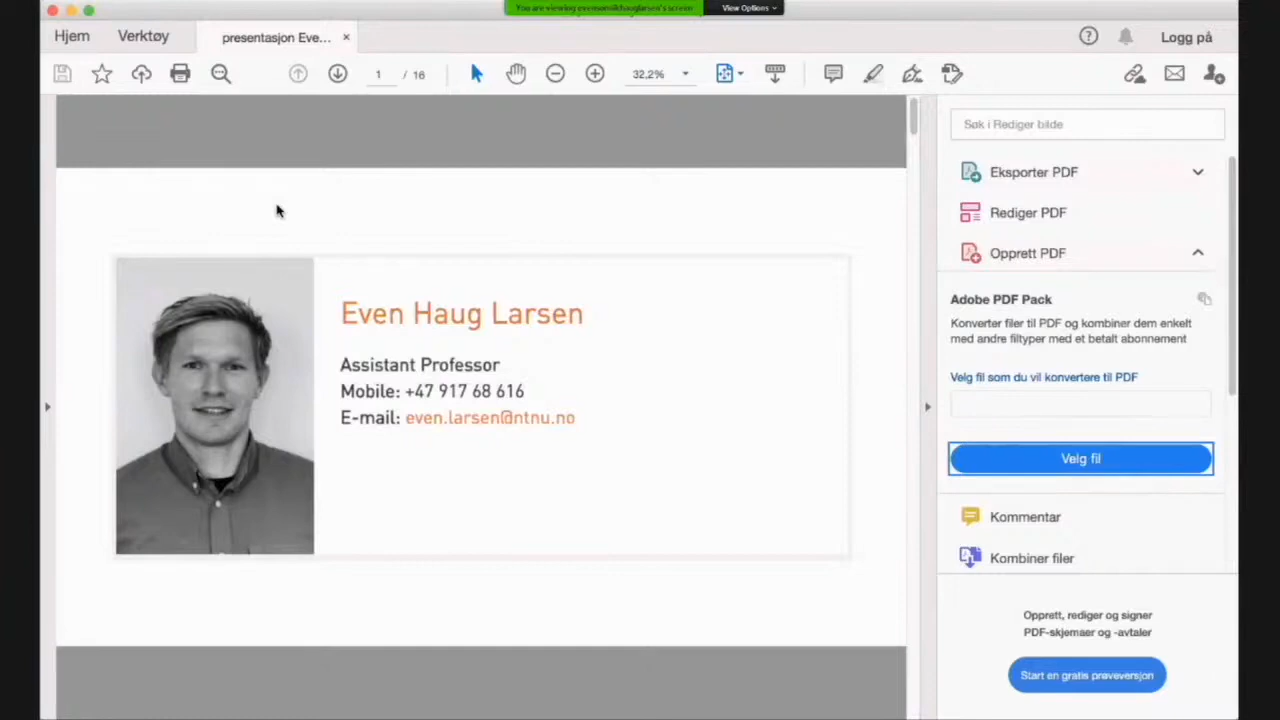 You are viewing
screen View Options
Hjem Verktøy presentasjon Eve... ×
Logg på
1 / 16 32,2%
Søk i Rediger bilde
Eksporter PDF
Rediger PDF
Opprett PDF
Adobe PDF Pack
Konverter filer til PDF og kombiner dem enkelt
med andre filtyper med et betalt abonnement
Velg fil som du vil konvertere til PDF
Velg fil
Kommentar
Kombiner filer
Opprett, rediger og signer
PDF-skjemaer og -avtaler
Start en gratis prøveversjon
Even Haug Larsen
Assistant Professor
Mobile: +47 917 68 616
E-mail: even.larsen@ntnu.no